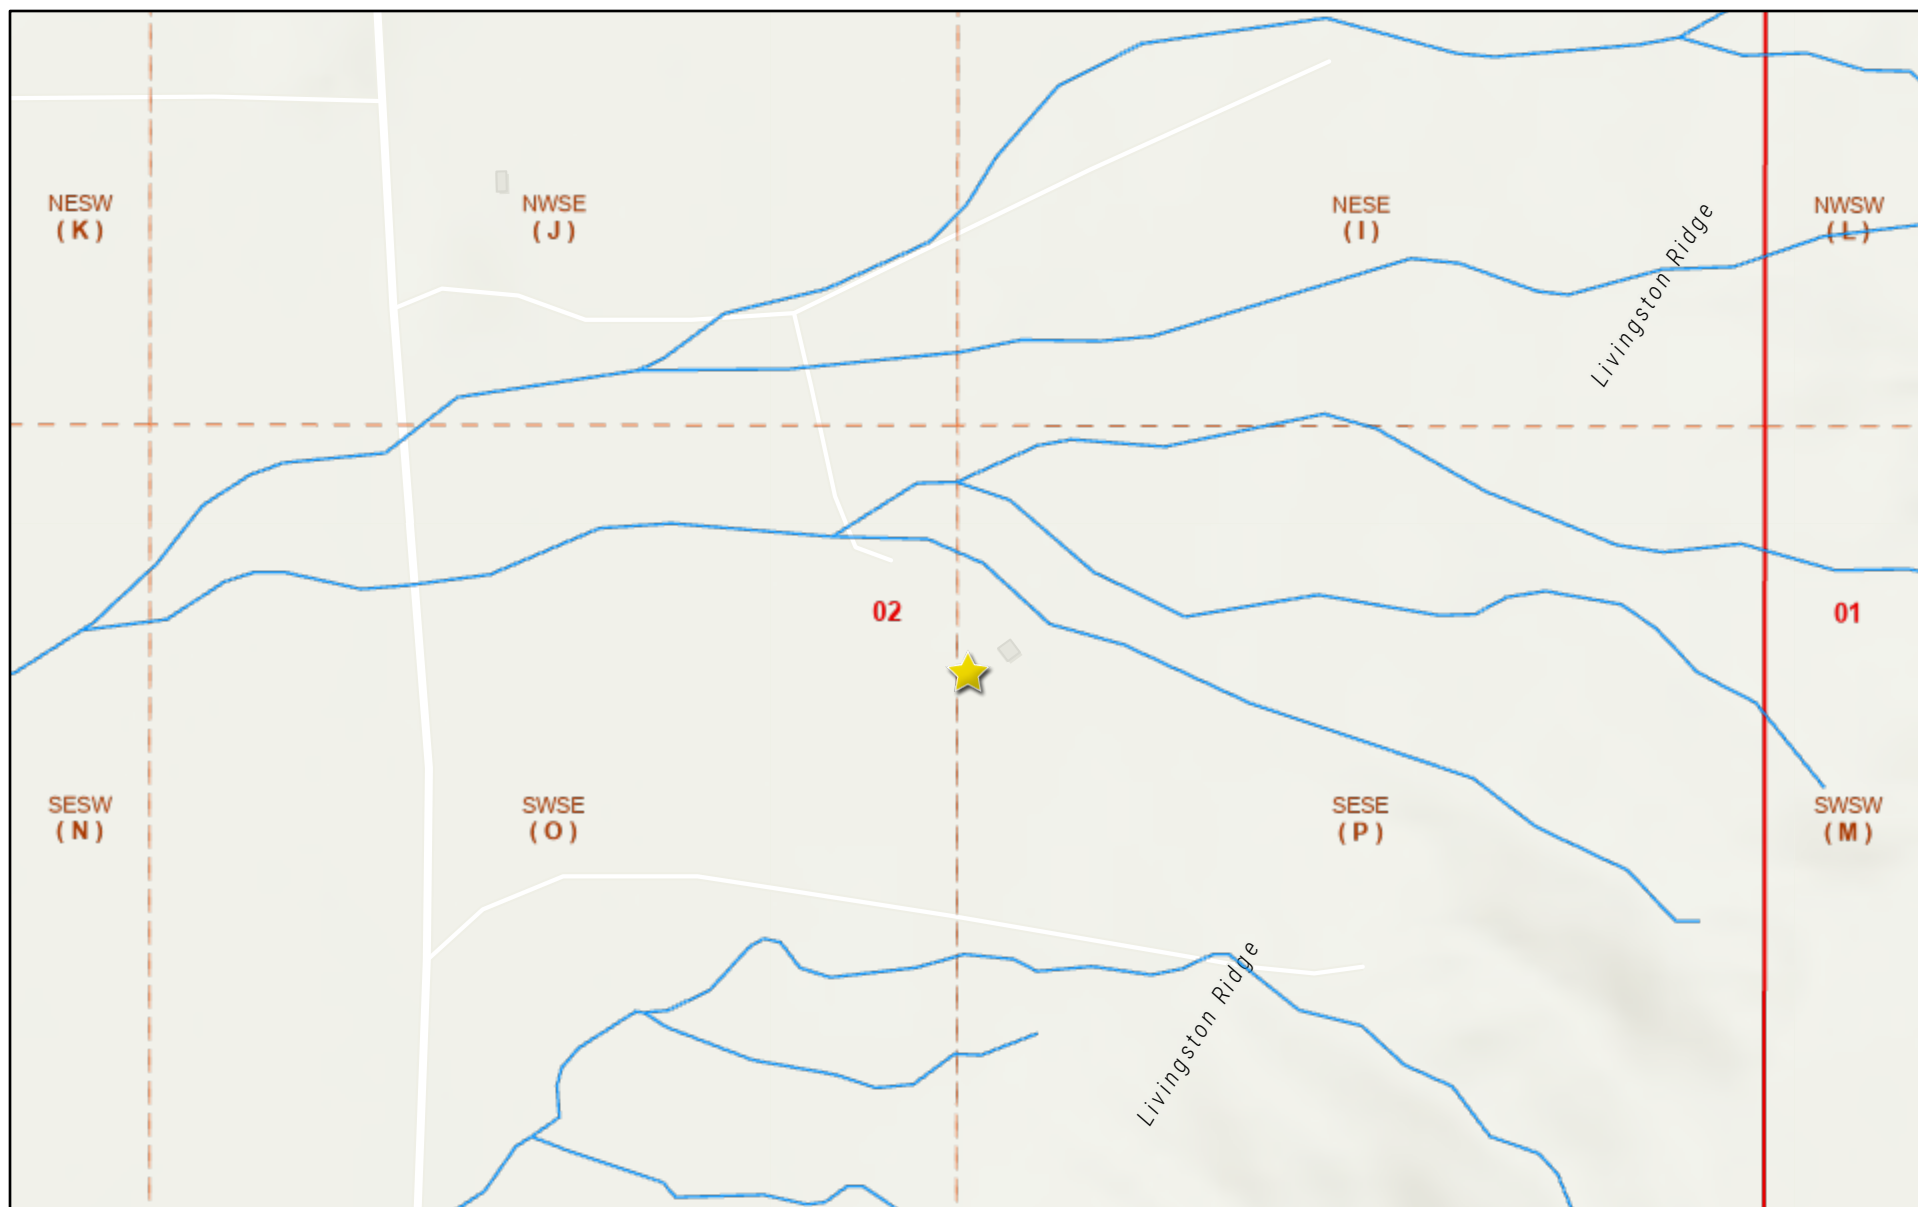 NESW
( K )
NWSE
( J )
NESE
( I )
NWSW
( L )
Livingston Ridge
02
01
SESW
( N )
SWSE
( O )
SESE
( P )
SWSW
( M )
Livingston Ridge